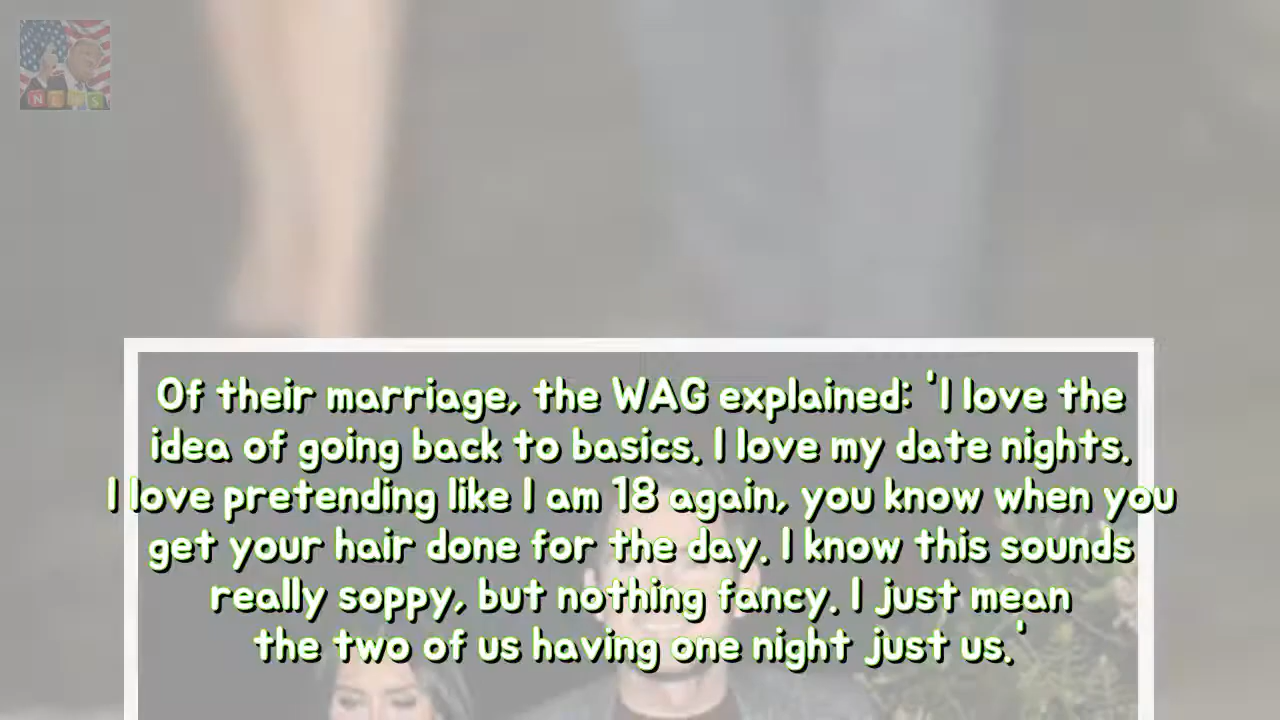 NEWS
Of their marriage, the WAG explained: 'I love the
idea of going back to basics. I love my date nights.
I love pretending like I am 18 again, you know when you
get your hair done for the day. I know this sounds
really soppy, but nothing fancy. I just mean
the two of us having one night just us.'